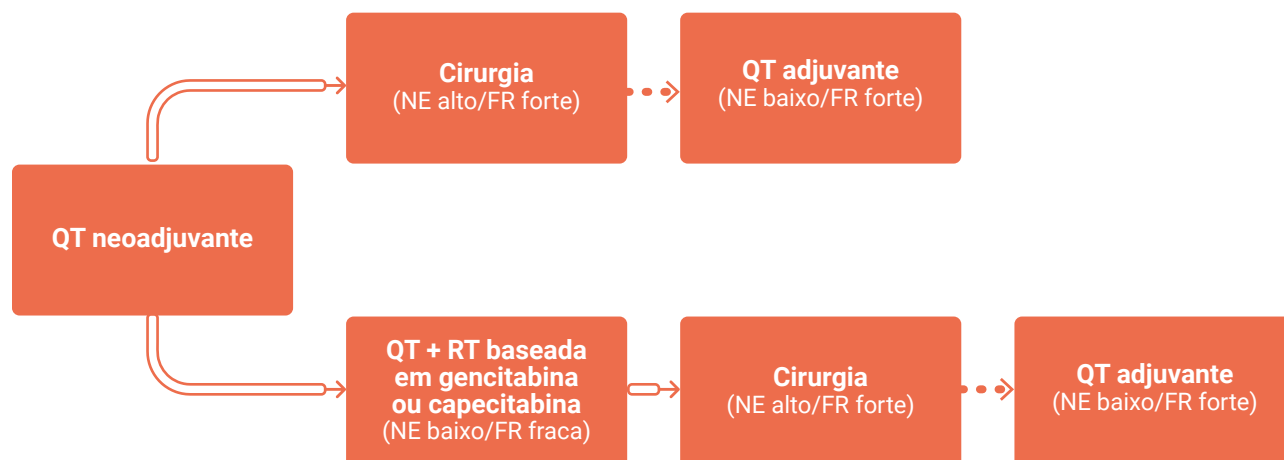 Cirurgia
(NE alto/FR forte)
QT adjuvante
(NE baixo/FR forte)
QT neoadjuvante
QT + RT baseada
em gencitabina
ou capecitabina
(NE baixo/FR fraca)
Cirurgia
(NE alto/FR forte)
QT adjuvante
(NE baixo/FR forte)